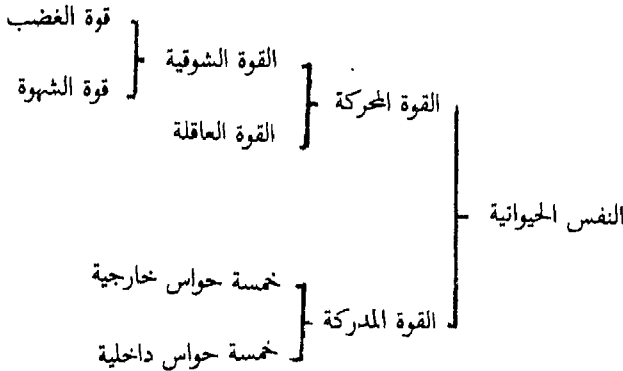 قوة الغضب
القوة الشوقية
قوة الشهوة
القوة المحركة
القوة العاقلة
النفس الحيوانية
خمسة حواس خارجية
القوة المدركة
خمسة حواس داخلية